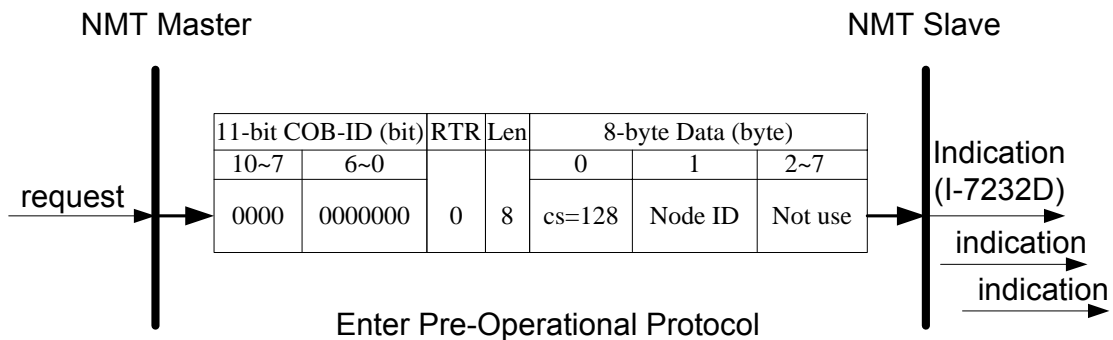 NMT Master
NMT Slave
11-bit COB-ID (bit) RTR Len 8-byte Data (byte)
10~7 6~0 0 1 2~7
request 0000 0000000 0 8 cs=128 Node ID Not use
Indication
(I-7232D)
indication
indication
Enter Pre-Operational Protocol